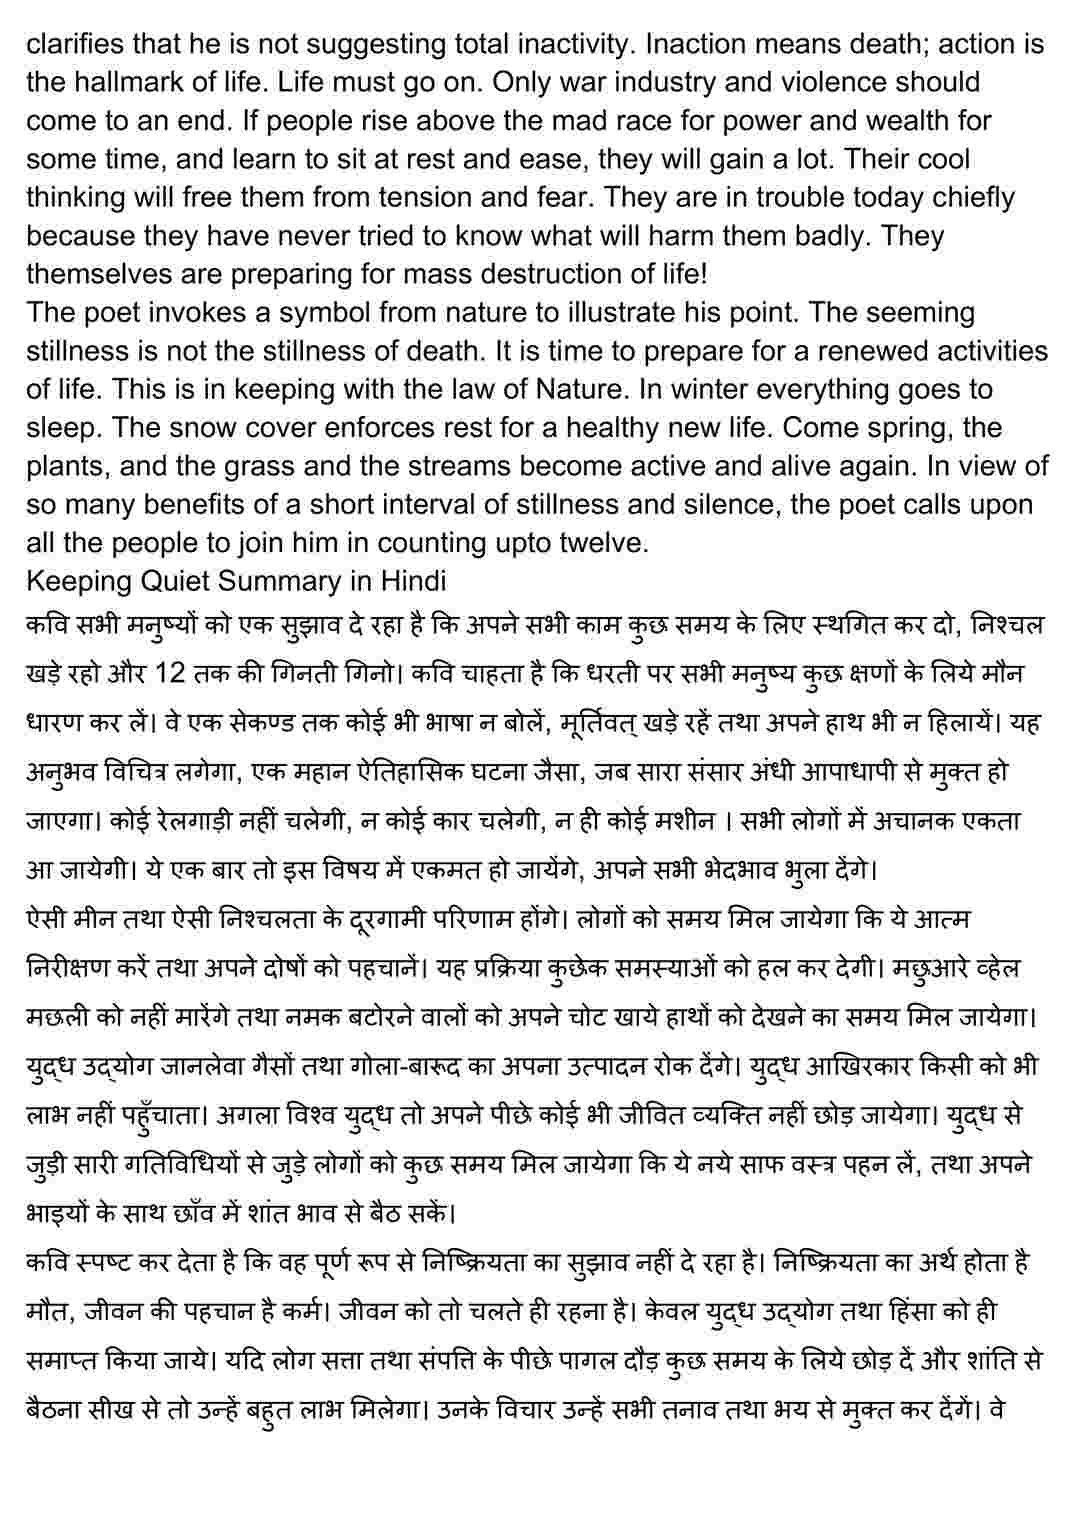 clarifies that he is not suggesting total inactivity. Inaction means death; action is
the hallmark of life. Life must go on. Only war industry and violence should
come to an end. If people rise above the mad race for power and wealth for
some time, and learn to sit at rest and ease, they will gain a lot. Their cool
thinking will free them from tension and fear. They are in trouble today chiefly
because they have never tried to know what will harm them badly. They
themselves are preparing for mass destruction of life!
The poet invokes a symbol from nature to illustrate his point. The seeming
stillness is not the stillness of death. It is time to prepare for a renewed activities
of life. This is in keeping with the law of Nature. In winter everything goes to
sleep. The snow cover enforces rest for a healthy new life. Come spring, the
plants, and the grass and the streams become active and alive again. In view of
so many benefits of a short interval of stillness and silence, the poet calls upon
all the people to join him in counting upto twelve.
Keeping Quiet Summary in Hindi
कवि सभी मनुष्यों को एक सुझाव दे रहा है कि अपने सभी काम कुछ समय के लिए स्थगित कर दो, निश्चल
खड़े रहो और 12 तक की गिनती गिनो। कवि चाहता है कि धरती पर सभी मनुष्य कुछ क्षणों के लिये मौन
धारण कर लें। वे एक सेकण्ड तक कोई भी भाषा न बोलें, मूर्तिवत् खड़े रहें तथा अपने हाथ भी न हिलायें। यह
अनुभव विचित्र लगेगा, एक महान ऐतिहासिक घटना जैसा, जब सारा संसार अंधी आपाधापी से मुक्त हो
जाएगा। कोई रेलगाड़ी नहीं चलेगी, न कोई कार चलेगी, न ही कोई मशीन । सभी लोगों में अचानक एकता
आ जायेगी। ये एक बार तो इस विषय में एकमत हो जायेंगे, अपने सभी भेदभाव भुला देंगे।
ऐसी मीन तथा ऐसी निश्चलता के दूरगामी परिणाम होंगे। लोगों को समय मिल जायेगा कि ये आत्म
निरीक्षण करें तथा अपने दोषों को पहचानें। यह प्रक्रिया कुछेक समस्याओं को हल कर देगी। मछुआरे व्हेल
मछली को नहीं मारेंगे तथा नमक बटोरने वालों को अपने चोट खाये हाथों को देखने का समय मिल जायेगा।
युद्ध उद्योग जानलेवा गैसों तथा गोला-बारूद का अपना उत्पादन रोक देंगे। युद्ध आखिरकार किसी को भी
लाभ नहीं पहुँचाता। अगला विश्व युद्ध तो अपने पीछे कोई भी जीवित व्यक्ति नहीं छोड़ जायेगा। युद्ध से
जुड़ी सारी गतिविधियों से जुड़े लोगों को कुछ समय मिल जायेगा कि ये नये साफ वस्त्र पहन लें, तथा अपने
भाइयों के साथ छाँव में शांत भाव से बैठ सकें।
कवि स्पष्ट कर देता है कि वह पूर्ण रूप से निष्क्रियता का सुझाव नहीं दे रहा है। निष्क्रियता का अर्थ होता है
मौत, जीवन की पहचान है कर्म। जीवन को तो चलते ही रहना है। केवल युद्ध उद्योग तथा हिंसा को ही
समाप्त किया जाये। यदि लोग सत्ता तथा संपत्ति के पीछे पागल दौड़ कुछ समय के लिये छोड़ दें और शांति से
बैठना सीख से तो उन्हें बहुत लाभ मिलेगा। उनके विचार उन्हें सभी तनाव तथा भय से मुक्त कर देंगें। वे